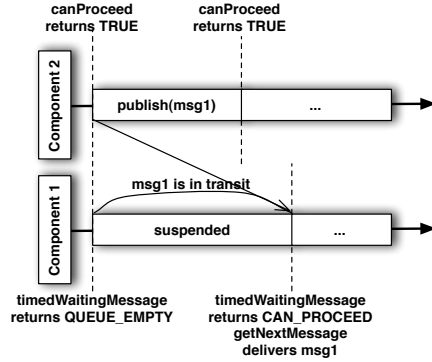 canProceed
returns TRUE
canProceed
returns TRUE
Component 2
publish(msg1)
...
msg1 is in transit
Component 1
suspended
...
timedWaitingMessage
returns QUEUE_EMPTY
timedWaitingMessage
returns CAN_PROCEED
getNextMessage
delivers msg1